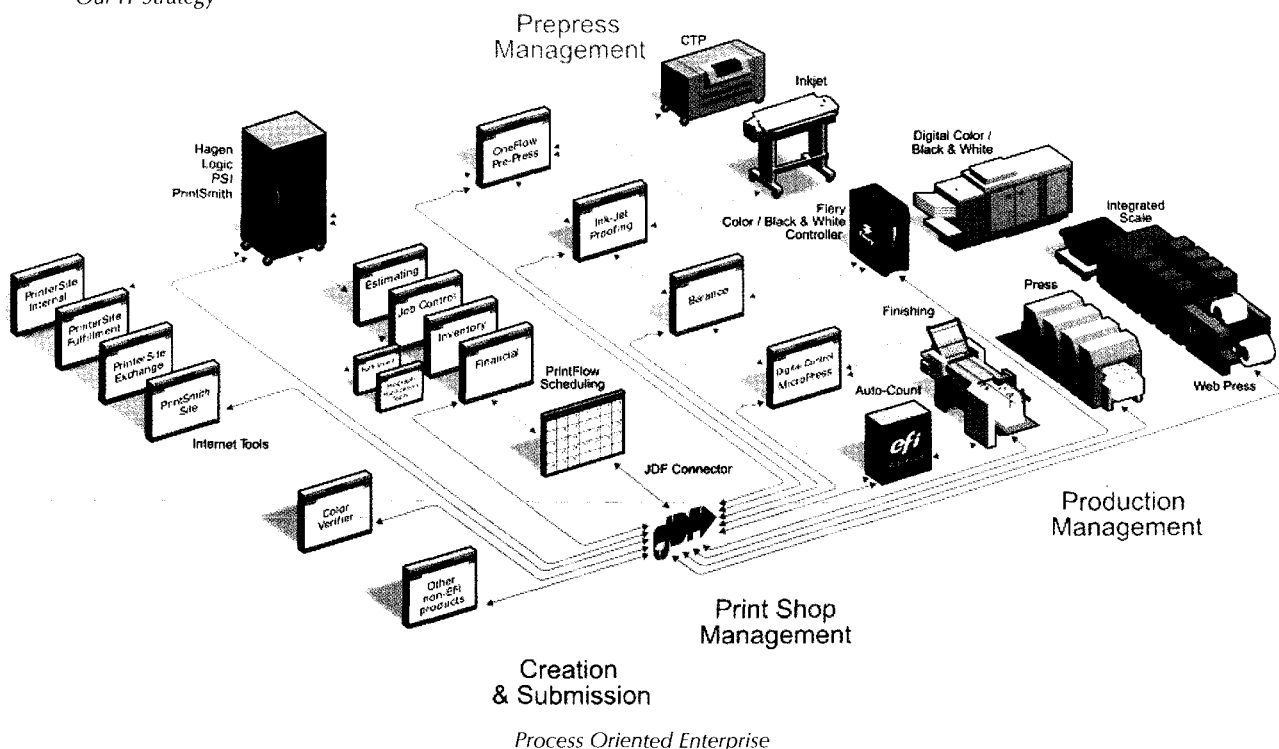 Our IT Strategy
Prepress
Management
CTP
Inkjet
Digital Color /
Black & White
Integrated
Scale
Hagen
Logic
PSI
PrintSmith
OneFlow
Pre-Press
Ink-Jet
Proofing
Fiery
Color / Black & White
Controller
PrinterSite
Internal
PrinterSite
Fulfillment
PrinterSite
Exchange
PrintSmith
Site
Internet Tools
Estimating
Job Control
Inventory
Financial
Balance
Press
Finishing
Web Press
PrintFlow
Scheduling
Digital Control
MicroPress
Auto-Count
efi
JDF Connector
JDF
Color
Verifier
Other
non-EFI
products
Production
Management
Print Shop
Management
Creation
& Submission
Process Oriented Enterprise